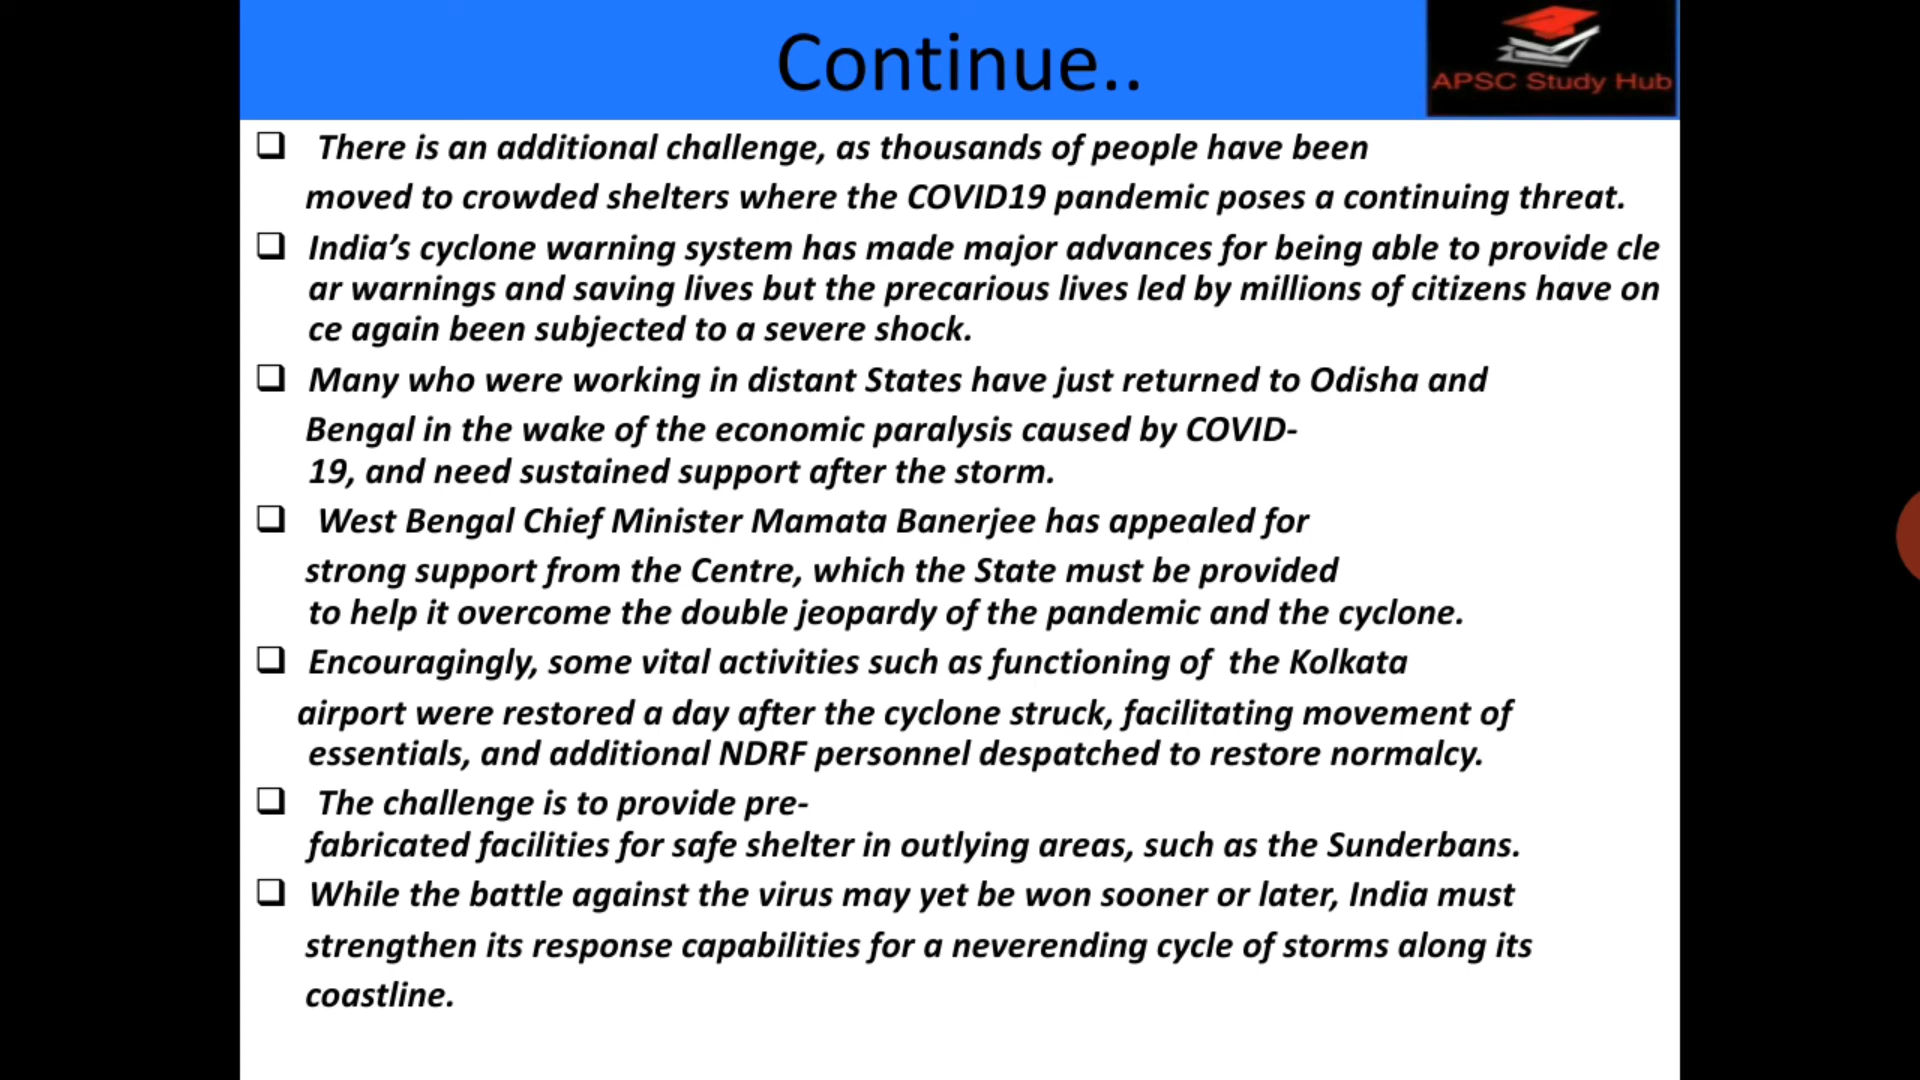 Continue..
APSC Study Hub
❑ There is an additional challenge, as thousands of people have been
moved to crowded shelters where the COVID19 pandemic poses a continuing threat.
❑ India’s cyclone warning system has made major advances for being able to provide cle
ar warnings and saving lives but the precarious lives led by millions of citizens have on
ce again been subjected to a severe shock.
❑ Many who were working in distant States have just returned to Odisha and
Bengal in the wake of the economic paralysis caused by COVID-
19, and need sustained support after the storm.
❑ West Bengal Chief Minister Mamata Banerjee has appealed for
strong support from the Centre, which the State must be provided
to help it overcome the double jeopardy of the pandemic and the cyclone.
❑ Encouragingly, some vital activities such as functioning of the Kolkata
airport were restored a day after the cyclone struck, facilitating movement of
essentials, and additional NDRF personnel despatched to restore normalcy.
❑ The challenge is to provide pre-
fabricated facilities for safe shelter in outlying areas, such as the Sunderbans.
❑ While the battle against the virus may yet be won sooner or later, India must
strengthen its response capabilities for a neverending cycle of storms along its
coastline.